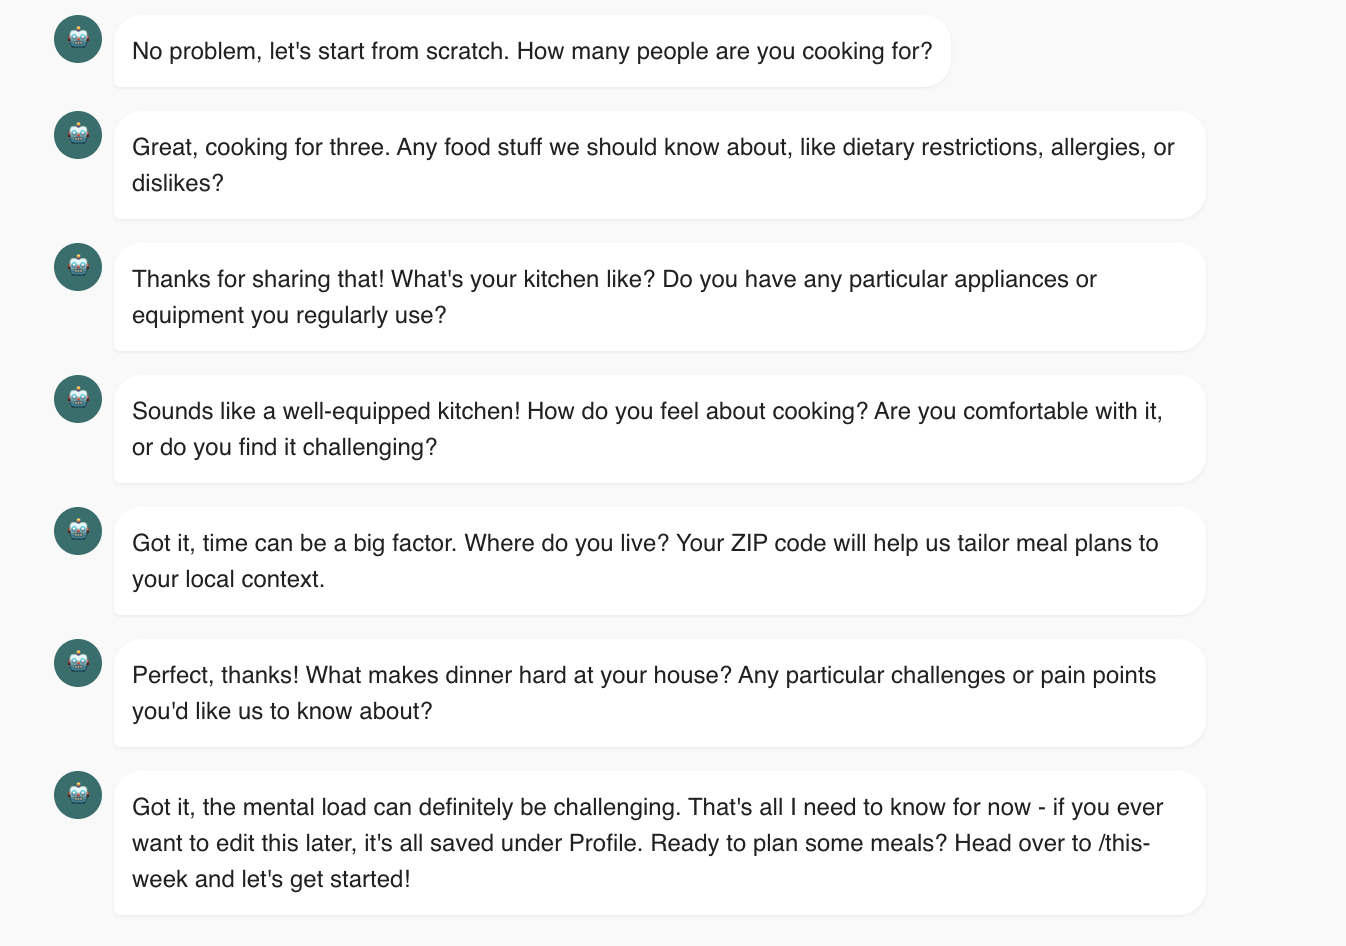 No problem, let's start from scratch. How many people are you cooking for?
Great, cooking for three. Any food stuff we should know about, like dietary restrictions, allergies, or
dislikes?
Thanks for sharing that! What's your kitchen like? Do you have any particular appliances or
equipment you regularly use?
Sounds like a well-equipped kitchen! How do you feel about cooking? Are you comfortable with it,
or do you find it challenging?
Got it, time can be a big factor. Where do you live? Your ZIP code will help us tailor meal plans to
your local context.
Perfect, thanks! What makes dinner hard at your house? Any particular challenges or pain points
you'd like us to know about?
Got it, the mental load can definitely be challenging. That's all I need to know for now - if you ever
want to edit this later, it's all saved under Profile. Ready to plan some meals? Head over to /this-
week and let's get started!